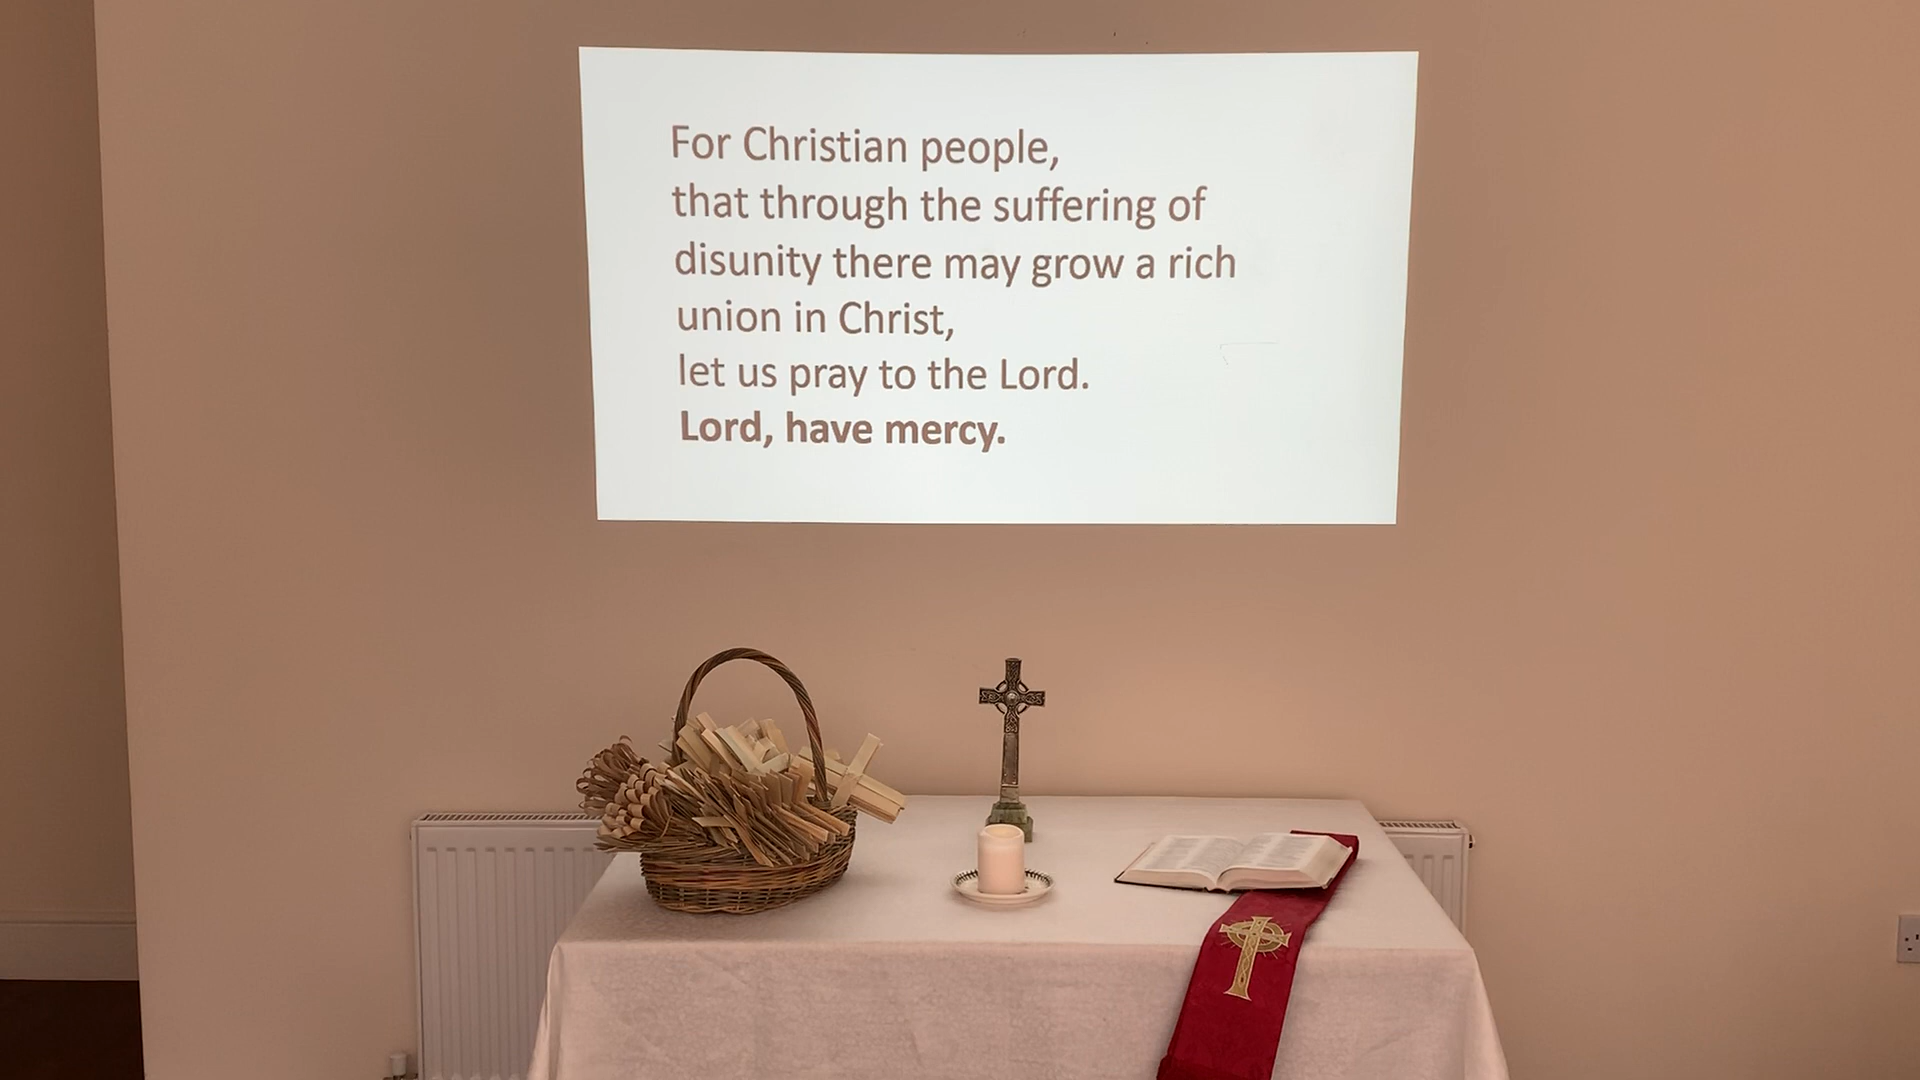 For Christian people,
that through the suffering of
disunity there may grow a rich
union in Christ,
let us pray to the Lord.
Lord, have mercy.